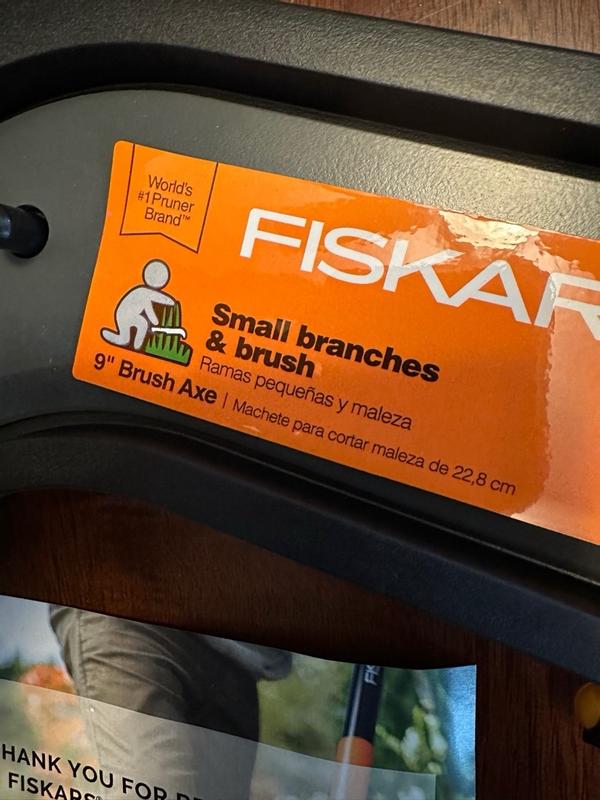 World's
#1 Pruner
Brand™
FISKAR
Small branches
& brush
Ramas pequeñas y maleza
9" Brush Axe | Machete para cortar maleza de 22,8 cm
FIS
HANK YOU FOR
FISKARS